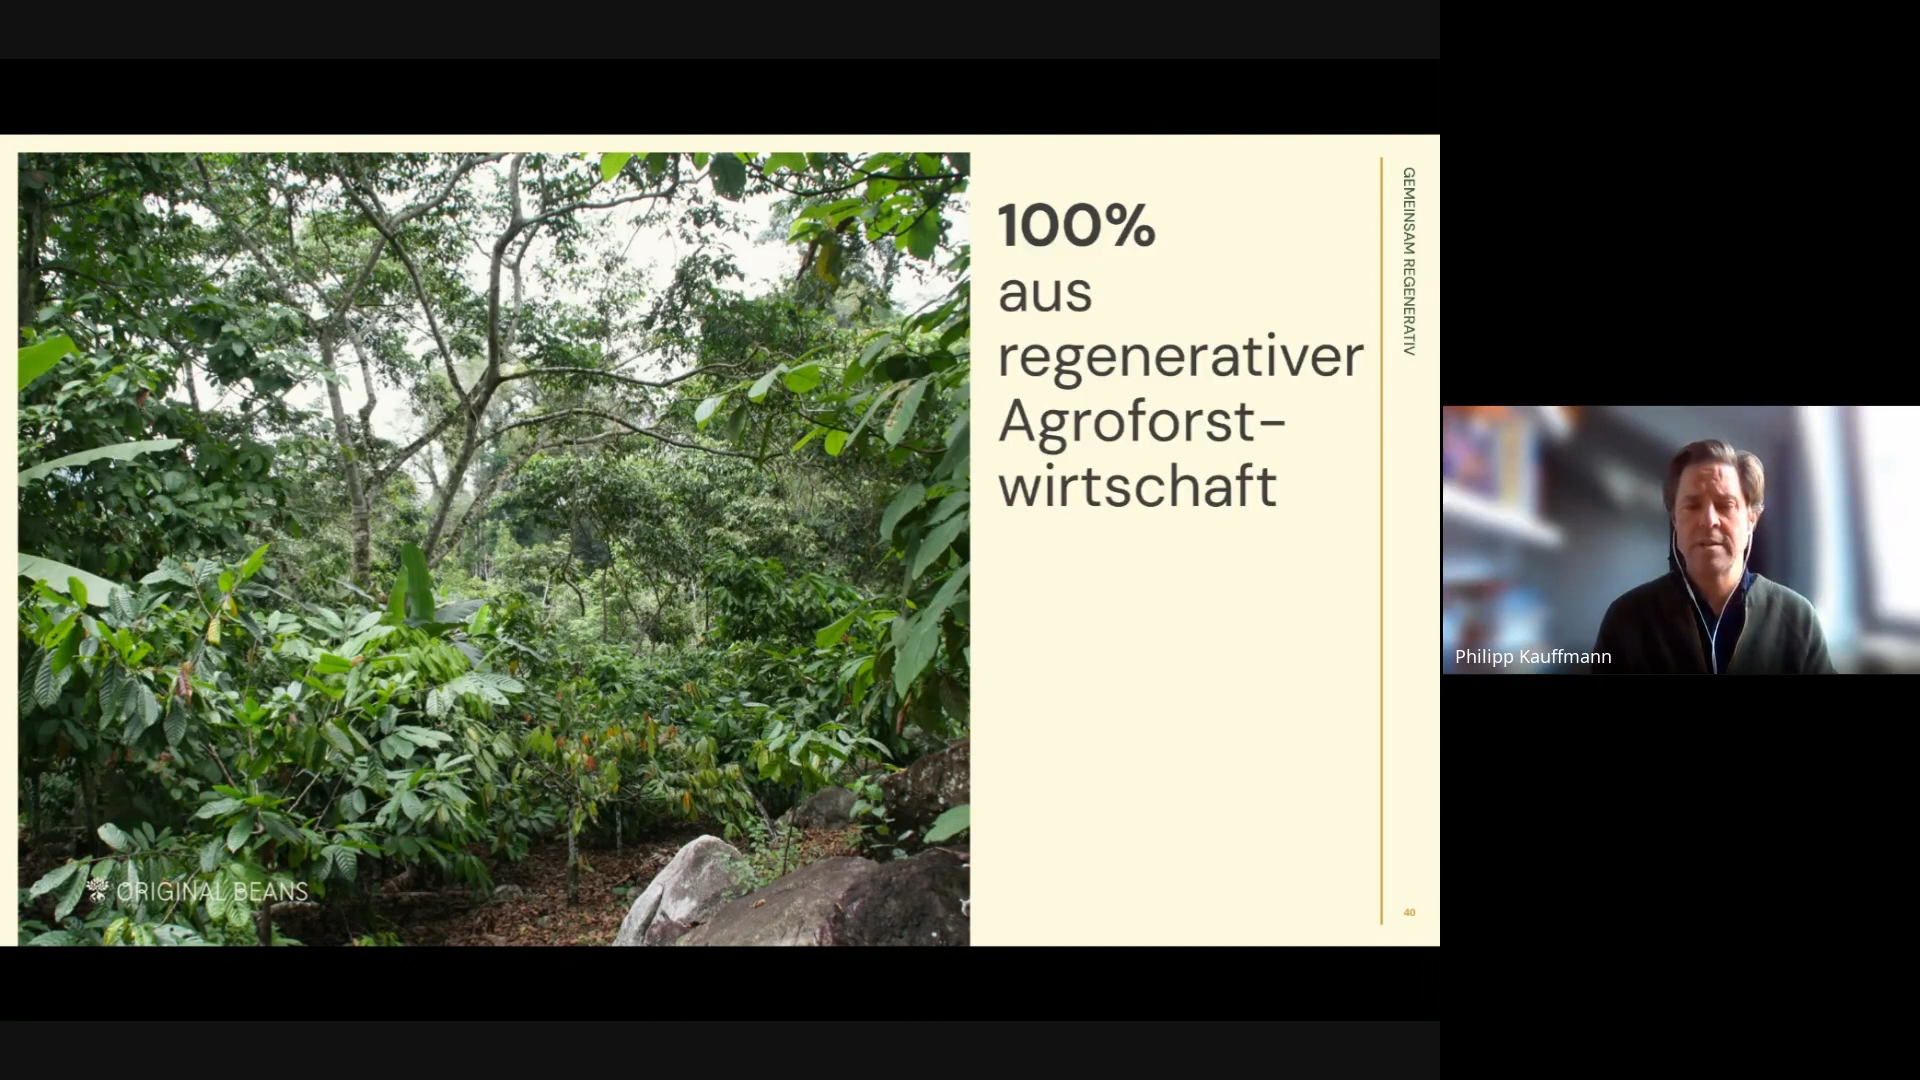 100%
aus
regenerativer
Agroforst-
wirtschaft
GEMEINSAM REGENERATIV
40
ORIGINAL BEANS
Philipp Kauffmann